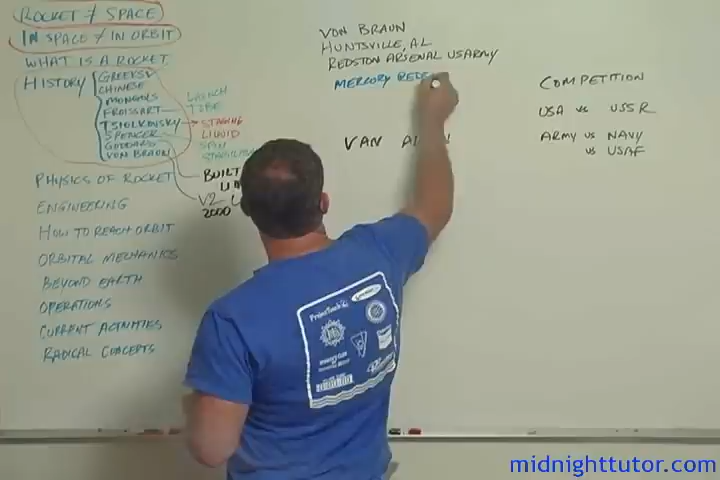 ROCKET ≠ SPACE
IN SPACE ≠ IN ORBIT
WHAT IS A ROCKET
HISTORY
GREEKS
CHINESE
MONGOLS
FROISSART
TSIOLKOVSKY
SPENCER
GODDARD
VON BRAUN
LAUNCH
TUBE
STAGING
LIQUID
SPIN
BUILT
V2
2000
PHYSICS OF ROCKET
ENGINEERING
HOW TO REACH ORBIT
ORBITAL MECHANICS
BEYOND EARTH
OPERATIONS
CURRENT ACTIVITIES
RADICAL CONCEPTS
VON BRAUN
HUNTSVILLE, AL
REDSTON ARSENAL USARMY
MERCURY REDS
VAN
COMPETITION
USA vs USSR
ARMY vs NAVY
vs USAF
midnighttutor.com